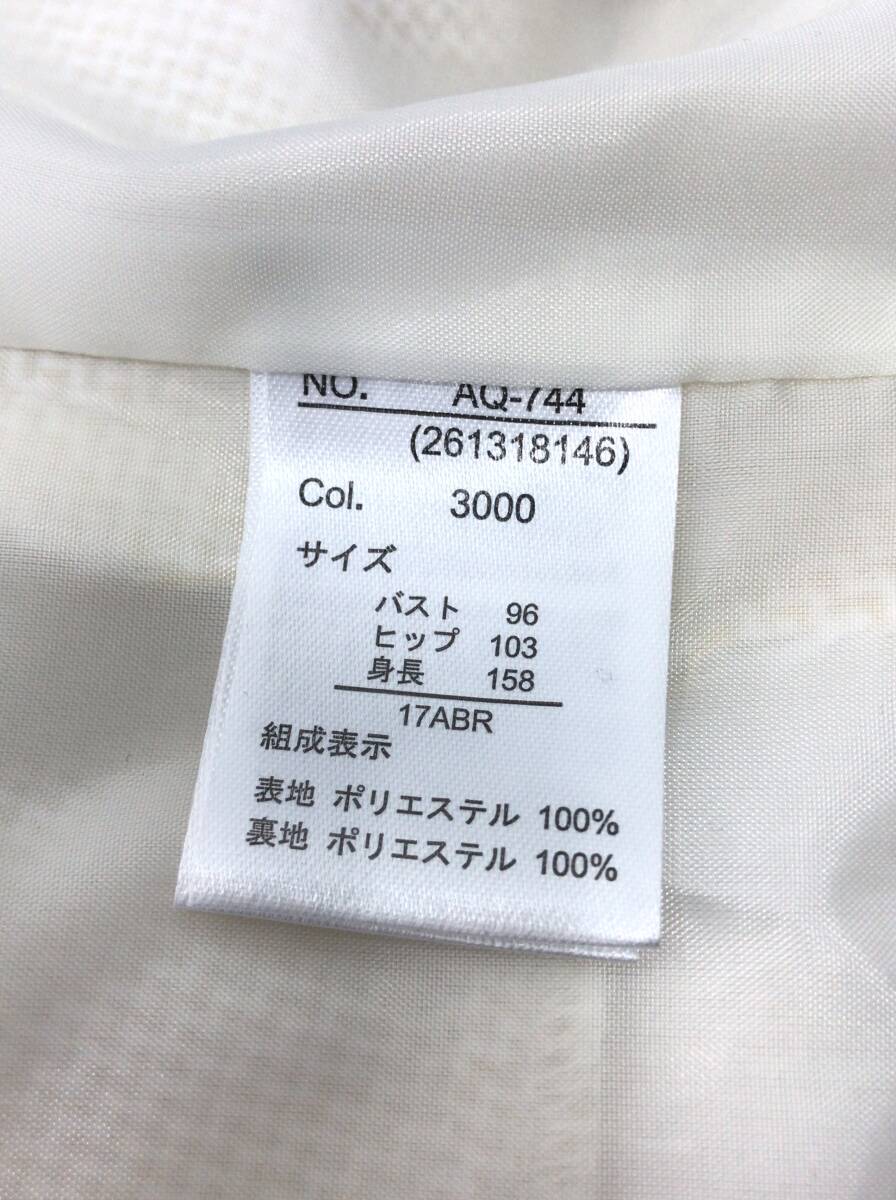 NO. AQ-744
(261318146)
Col. 3000
サイズ
バスト 96
ヒップ 103
身長 158
17ABR
組成表示
表地 ポリエステル 100%
裏地 ポリエステル 100%